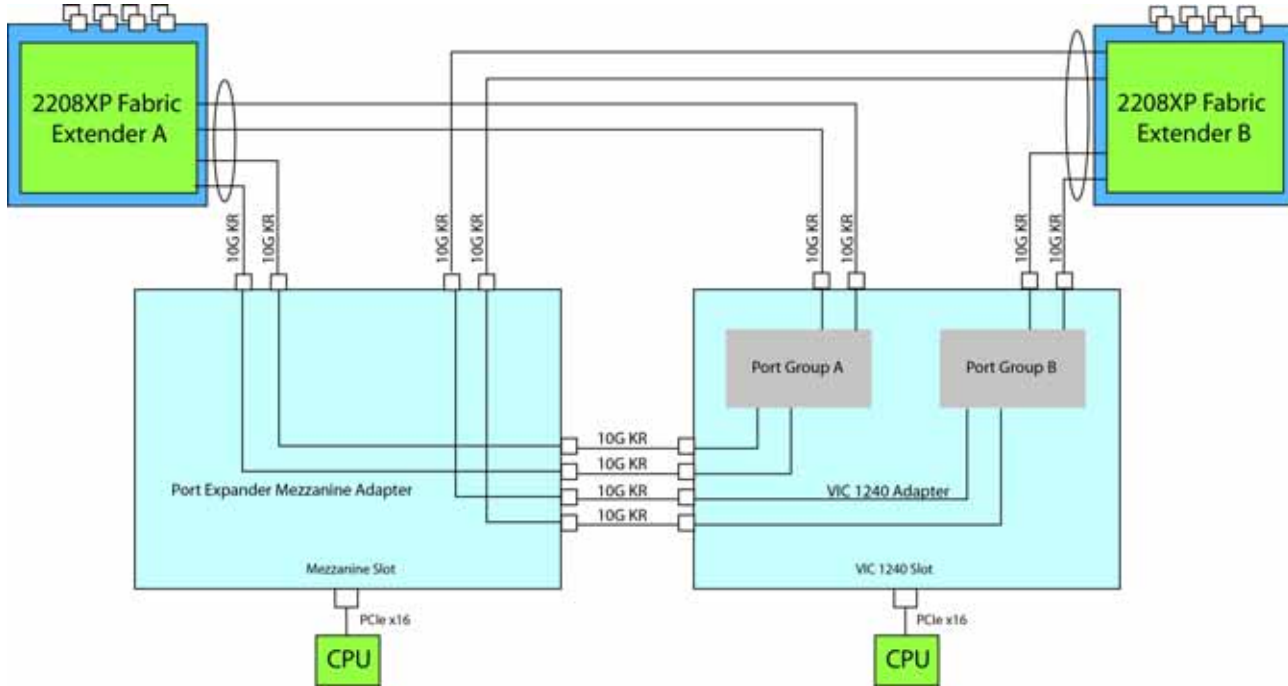 2208XP Fabric
Extender A
2208XP Fabric
Extender B
10G KR
10G KR
10G KR
10G KR
10G KR
10G KR
10G KR
10G KR
Port Group A
Port Group B
10G KR
10G KR
10G KR
10G KR
Port Expander Mezzanine Adapter
VIC 1240 Adapter
Mezzanine Slot
VIC 1240 Slot
PCIe x16
PCIe x16
CPU
CPU